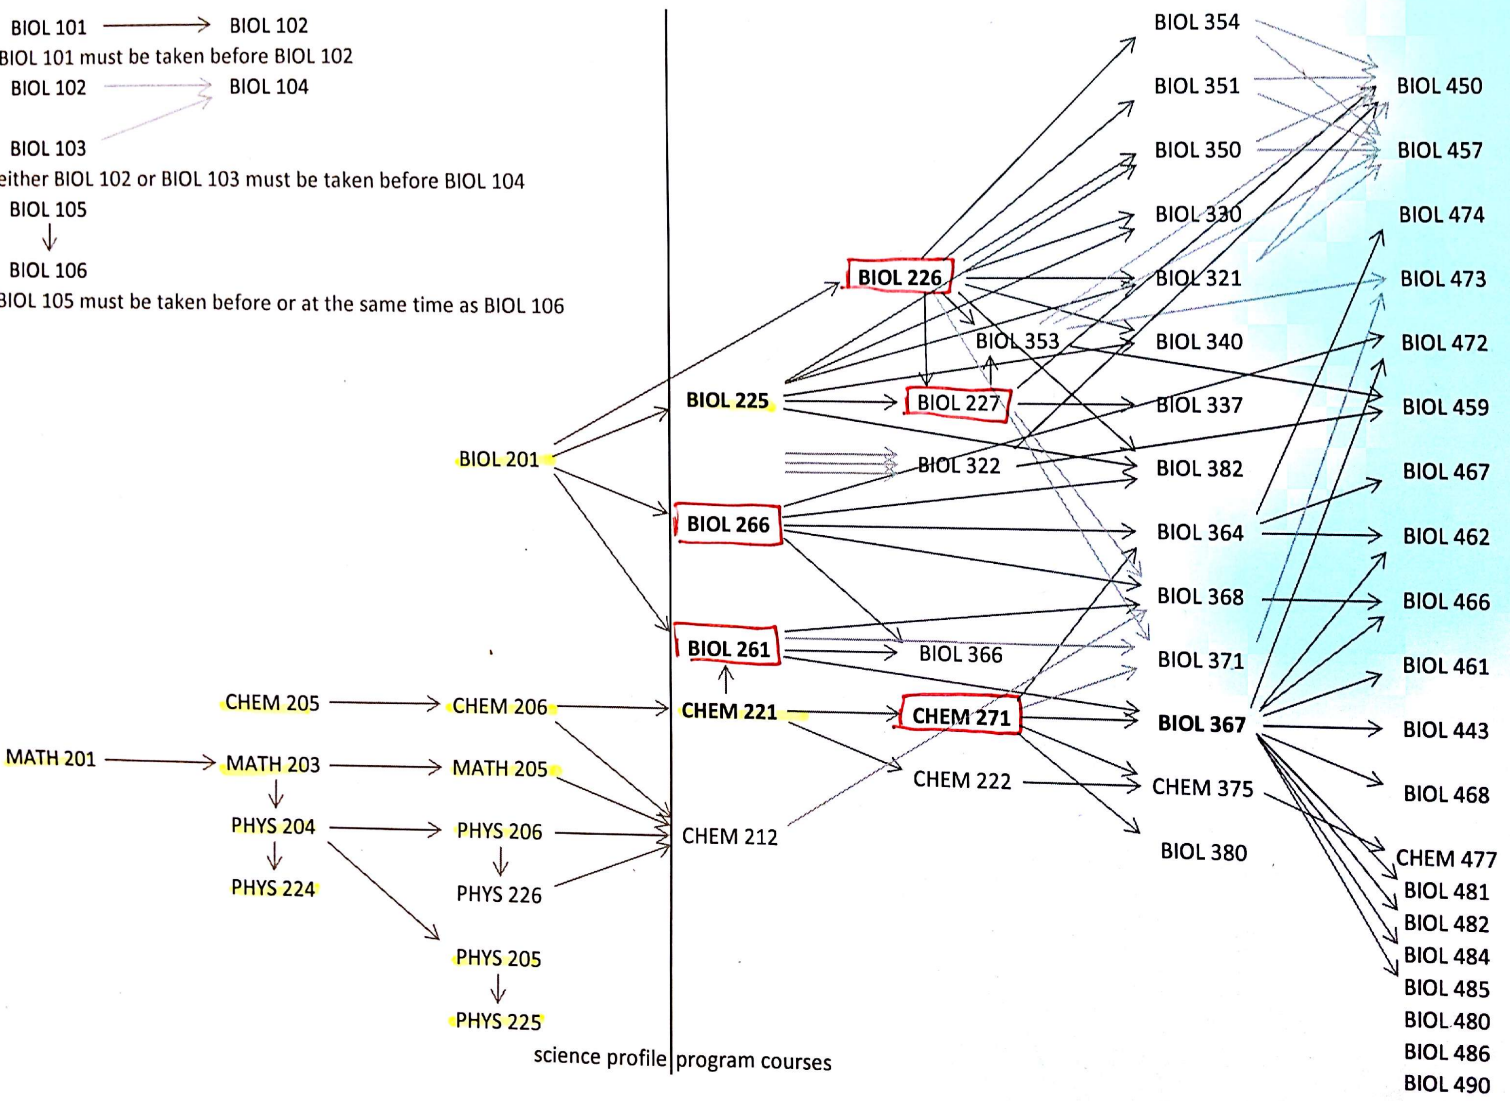 BIOL 101 BIOL 102
BIOL 101 must be taken before BIOL 102
BIOL 102 BIOL 104
BIOL 103
either BIOL 102 or BIOL 103 must be taken before BIOL 104
BIOL 105
BIOL 106
BIOL 105 must be taken before or at the same time as BIOL 106
MATH 201
CHEM 205
MATH 203
PHYS 204
PHYS 224
BIOL 201
CHEM 206
MATH 205
PHYS 206
PHYS 226
PHYS 205
PHYS 225
science profile program courses
BIOL 225
BIOL 266
BIOL 261
CHEM 221
CHEM 212
BIOL 226
BIOL 353
BIOL 227
BIOL 322
BIOL 366
CHEM 271
CHEM 222
BIOL 354
BIOL 351
BIOL 350
BIOL 330
BIOL 321
BIOL 340
BIOL 337
BIOL 382
BIOL 364
BIOL 368
BIOL 371
BIOL 367
CHEM 375
BIOL 380
BIOL 450
BIOL 457
BIOL 474
BIOL 473
BIOL 472
BIOL 459
BIOL 467
BIOL 462
BIOL 466
BIOL 461
BIOL 443
BIOL 468
CHEM 477
BIOL 481
BIOL 482
BIOL 484
BIOL 485
BIOL 480
BIOL 486
BIOL 490